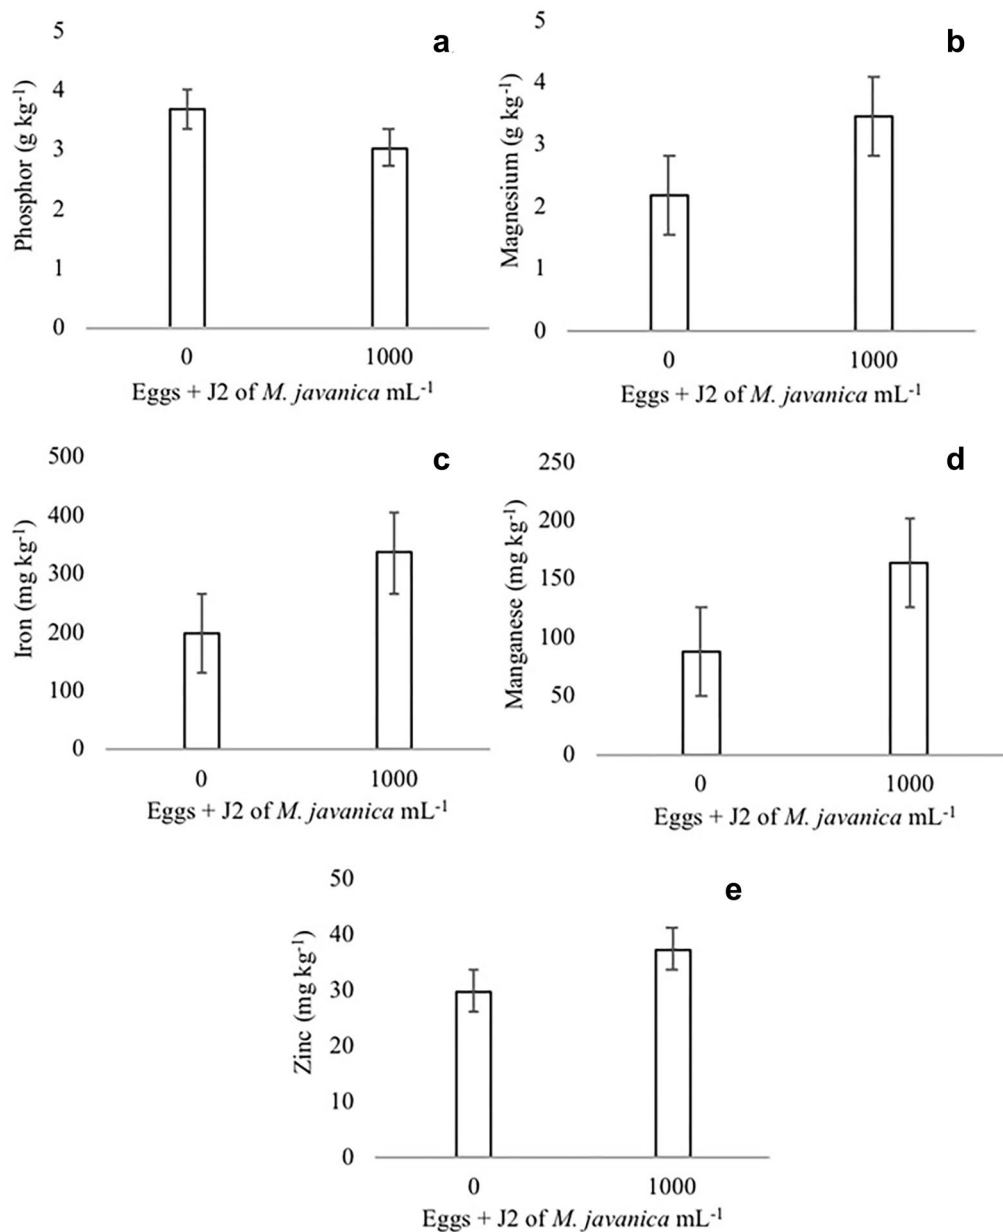 a
Phosphor (g kg-1)
5
4
3
2
1
0
0 1000
Eggs + J2 of M. javanica mL-1
b
Magnesium (g kg-1)
5
4
3
2
1
0
0 1000
Eggs + J2 of M. javanica mL-1
c
Iron (mg kg-1)
500
400
300
200
100
0
0 1000
Eggs + J2 of M. javanica mL-1
d
Manganese (mg kg-1)
250
200
150
100
50
0
0 1000
Eggs + J2 of M. javanica mL-1
e
Zinc (mg kg-1)
50
40
30
20
10
0
0 1000
Eggs + J2 of M. javanica mL-1